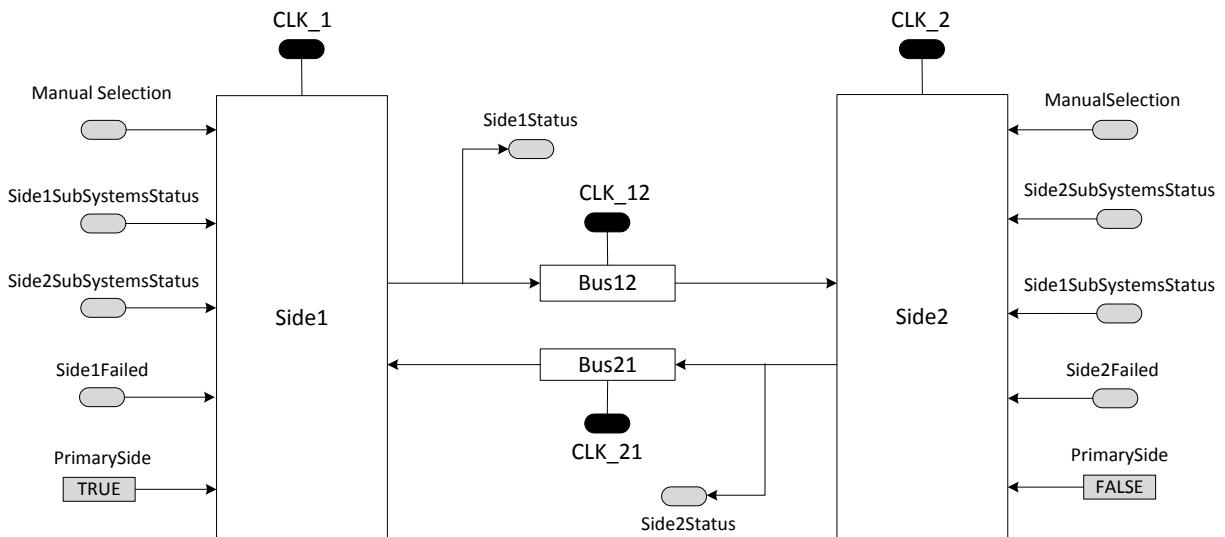 CLK_1
CLK_2
Manual Selection
ManualSelection
Side1Status
Side1SubSystemsStatus
CLK_12
Side2SubSystemsStatus
Side2SubSystemsStatus
Bus12
Side1SubSystemsStatus
Side1
Side2
Side1Failed
Bus21
Side2Failed
CLK_21
PrimarySide
TRUE
PrimarySide
FALSE
Side2Status